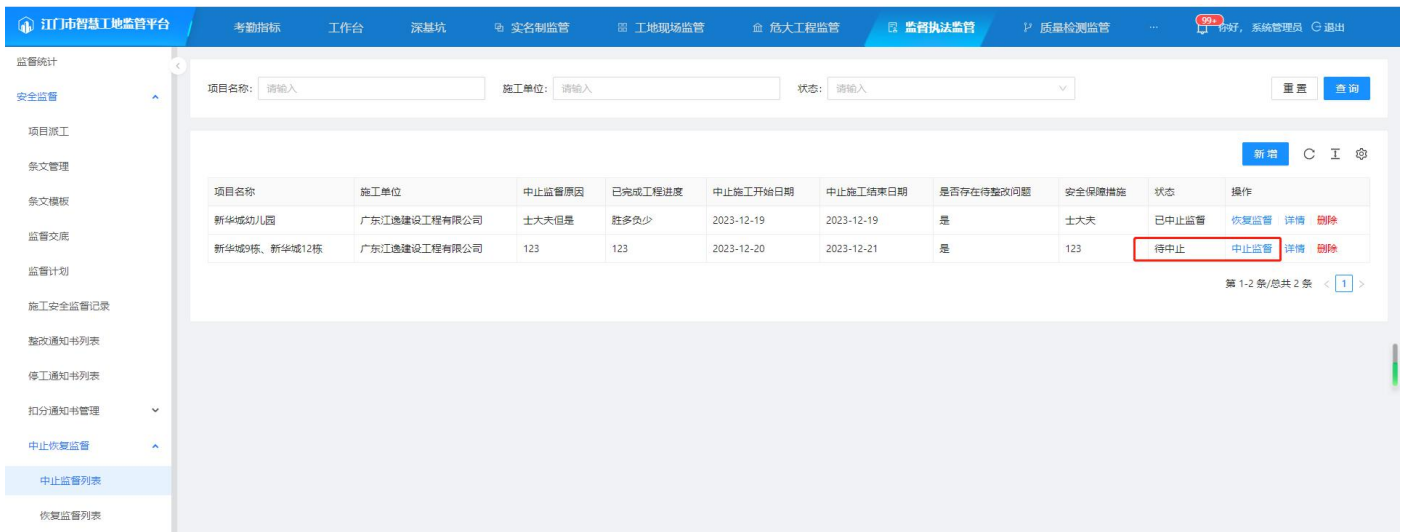 江门市智慧工地监管平台 考勤指标 工作台 深基坑 实名制监管 工地现场监管 危大工程监管 监督执法监管 质量检测监管 ... 99+ 你好，系统管理员 退出
监督统计
安全监督
项目派工
条文管理
条文模板
监督交底
监督计划
施工安全监督记录
整改通知书列表
停工通知书列表
扣分通知书管理
中止恢复监督
中止监督列表
恢复监督列表
项目名称: 请输入 施工单位: 请输入 状态: 请输入 重置 查询
新增
项目名称 施工单位 中止监督原因 已完成工程进度 中止施工开始日期 中止施工结束日期 是否存在待整改问题 安全保障措施 状态 操作
新华城幼儿园 广东江逸建设工程有限公司 士大夫但是 胜多负少 2023-12-19 2023-12-19 是 士大夫 已中止监督 恢复监督 详情 删除
新华城9栋、新华城12栋 广东江逸建设工程有限公司 123 123 2023-12-20 2023-12-21 是 123 待中止 中止监督 详情 删除
第 1-2 条/总共 2 条 < 1 >